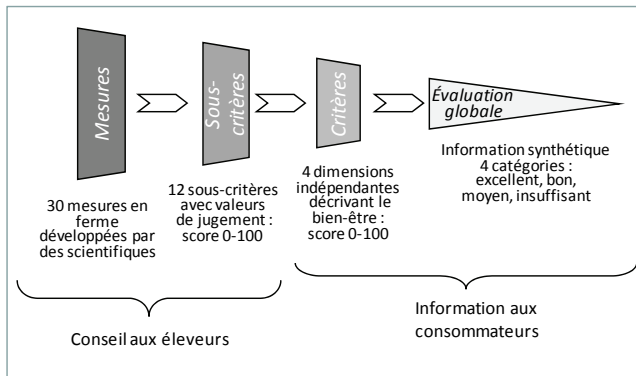 Mesures
Sous-
critères
Critères
Évaluation
globale
30 mesures en
ferme
développées par
des scientifiques
12 sous-critères
avec valeurs
de jugement :
score 0-100
4 dimensions
indépendantes
décrivant le
bien-être :
score 0-100
Information synthétique
4 catégories :
excellent, bon,
moyen, insuffisant
Conseil aux éleveurs
Information aux
consommateurs